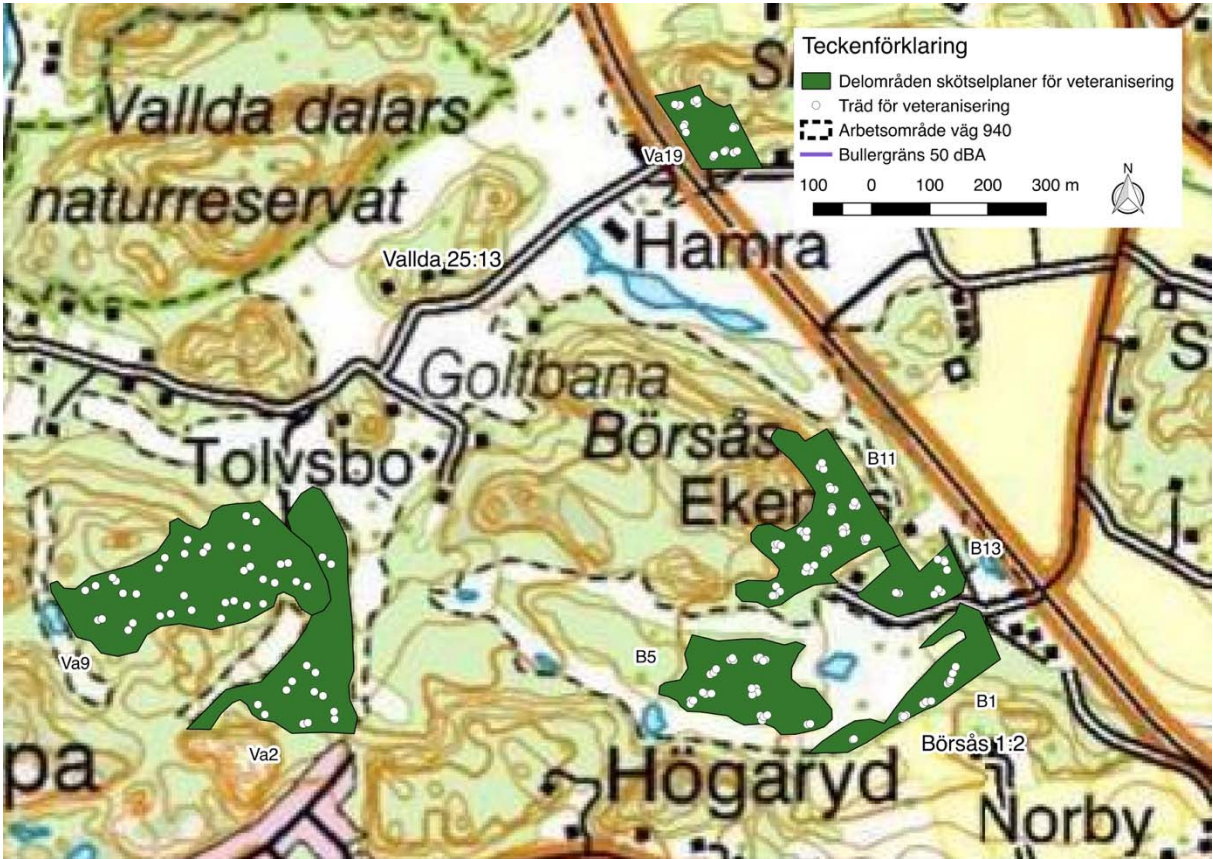 Teckenförklaring
Delområden skötselplaner för veteranisering
Träd för veteranisering
Arbetsområde väg 940
Bullergräns 50 dBA
100 0 100 200 300 m
N
Vallda dalars
naturreservat
Va19
Vallda 25:13
Hamra
Golfbana
Börsås
Tolvsbo
B11
B13
Va9
Va2
B5
B1
Börsås 1:2
Högaryd
Norby
pa
S